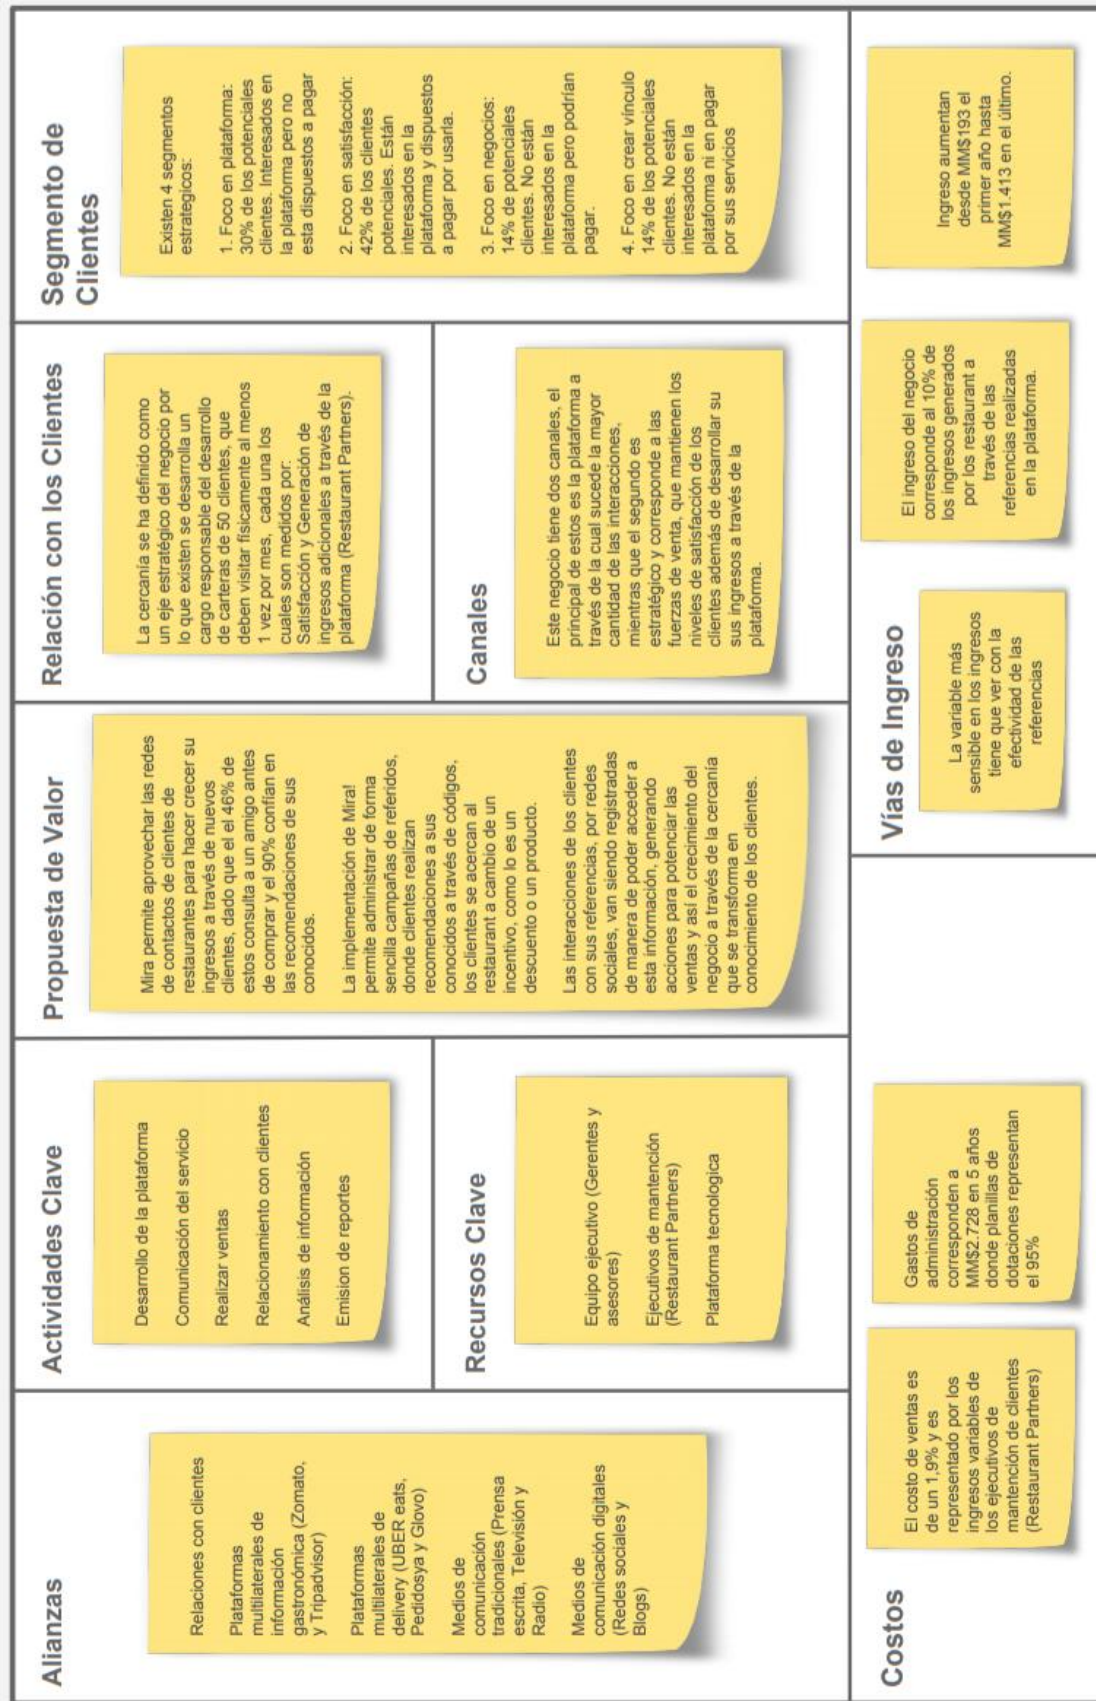 Alianzas
Relaciones con clientes
Plataformas
multilaterales de
información
gastronómica (Zomato,
y Tripadvisor)
Plataformas
multilaterales de
delivery (UBER eats,
Pedidosya y Glovo)
Medios de
comunicación
tradicionales (Prensa
escrita, Televisión y
Radio)
Medios de
comunicación digitales
(Redes sociales y
Blogs)
Actividades Clave
Desarrollo de la plataforma
Comunicación del servicio
Realizar ventas
Relacionamiento con clientes
Análisis de información
Emision de reportes
Recursos Clave
Equipo ejecutivo (Gerentes y
asesores)
Ejecutivos de mantención
(Restaurant Partners)
Plataforma tecnologica
Propuesta de Valor
Mira permite aprovechar las redes
de contactos de clientes de
restaurantes para hacer crecer su
ingresos a través de nuevos
clientes, dado que el el 46% de
estos consulta a un amigo antes
de comprar y el 90% confían en
las recomendaciones de sus
conocidos.
La implementación de Mira!
permite administrar de forma
sencilla campañas de referidos,
donde clientes realizan
recomendaciones a sus
conocidos a través de códigos,
los clientes se acercan al
restaurant a cambio de un
incentivo, como lo es un
descuento o un producto.
Las interacciones de los clientes
con sus referencias, por redes
sociales, van siendo registradas
de manera de poder acceder a
esta información, generando
acciones para potenciar las
ventas y así el crecimiento del
negocio a través de la cercanía
que se transforma en
conocimiento de los clientes.
Relación con los Clientes
La cercanía se ha definido como
un eje estratégico del negocio por
lo que existen se desarrolla un
cargo responsable del desarrollo
de carteras de 50 clientes, que
deben visitar físicamente al menos
1 vez por mes, cada una los
cuales son medidos por:
Satisfacción y Generación de
ingresos adicionales a través de la
plataforma (Restaurant Partners).
Canales
Este negocio tiene dos canales, el
principal de estos es la plataforma a
través de la cual sucede la mayor
cantidad de las interacciones,
mientras que el segundo es
estratégico y corresponde a las
fuerzas de venta, que mantienen los
niveles de satisfacción de los
clientes además de desarrollar su
sus ingresos a través de la
plataforma.
Segmento de
Clientes
Existen 4 segmentos
estrategicos:
1. Foco en plataforma:
30% de los potenciales
clientes. Interesados en
la plataforma pero no
esta dispuestos a pagar
2. Foco en satisfacción:
42% de los clientes
potenciales. Están
interesados en la
plataforma y dispuestos
a pagar por usarla.
3. Foco en negocios:
14% de potenciales
clientes. No están
interesados en la
plataforma pero podrían
pagar.
4. Foco en crear vínculo
14% de los potenciales
clientes. No están
interesados en la
plataforma ni en pagar
por sus servicios
Costos
El costo de ventas es
de un 1,9% y es
representado por los
ingresos variables de
los ejecutivos de
mantención de clientes
(Restaurant Partners)
Gastos de
administración
corresponden a
MM$2.728 en 5 años
donde planillas de
dotaciones representan
el 95%
Vías de Ingreso
La variable más
sensible en los ingresos
tiene que ver con la
efectividad de las
referencias
El ingreso del negocio
corresponde al 10% de
los ingresos generados
por los restaurant a
través de las
referencias realizadas
en la plataforma.
Ingreso aumentan
desde MM$193 el
primer año hasta
MM$1.413 en el último.